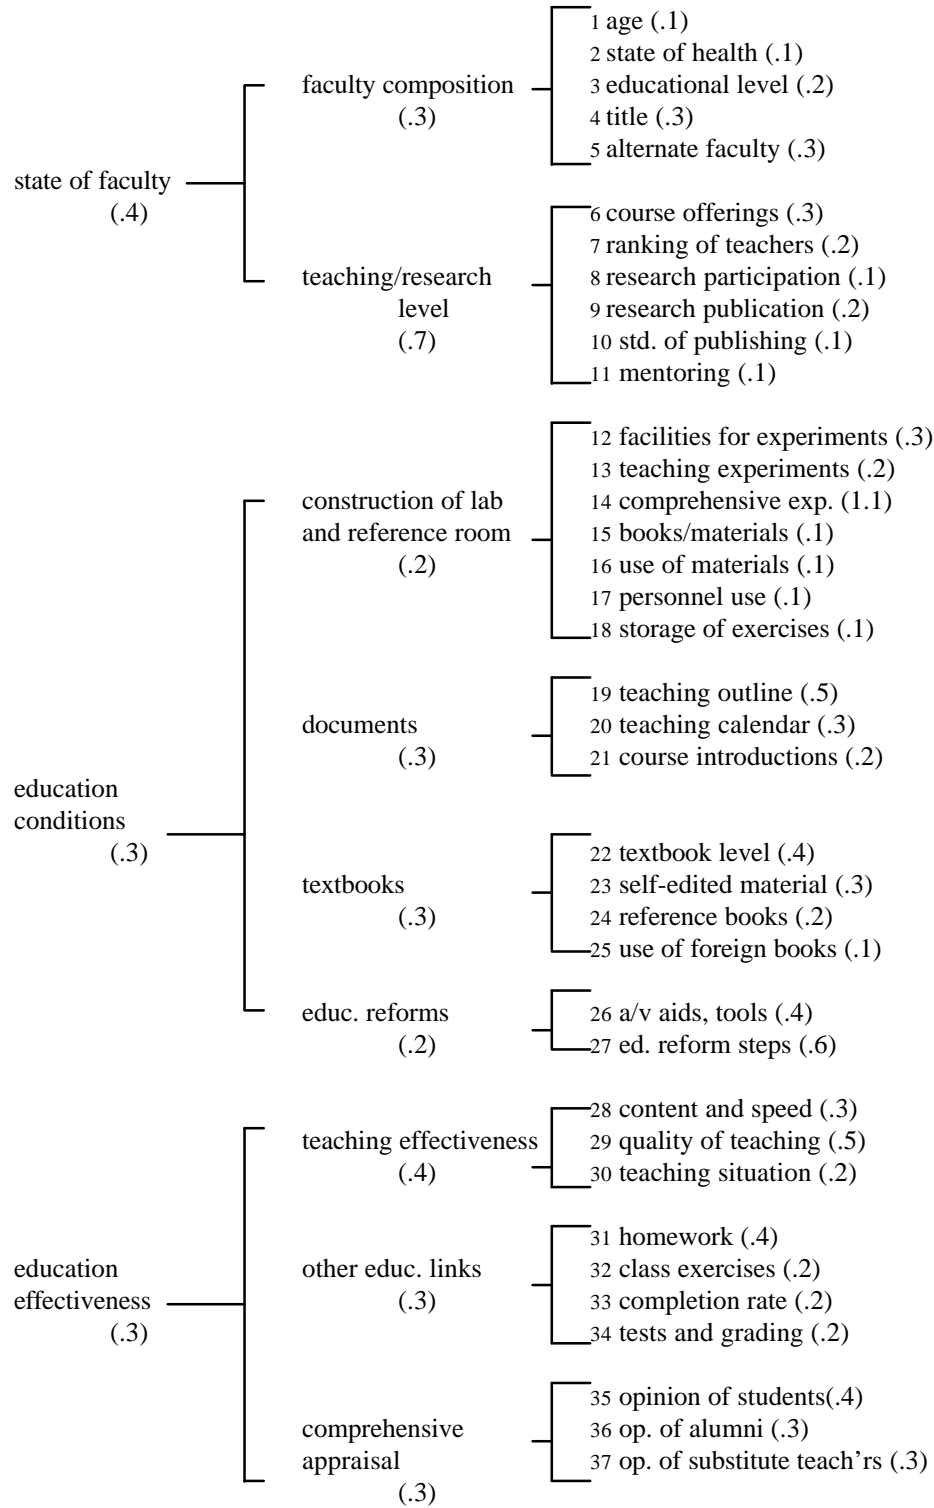 state of faculty
(.4)
faculty composition
(.3)
1 age (.1)
2 state of health (.1)
3 educational level (.2)
4 title (.3)
5 alternate faculty (.3)
teaching/research
level
(.7)
6 course offerings (.3)
7 ranking of teachers (.2)
8 research participation (.1)
9 research publication (.2)
10 std. of publishing (.1)
11 mentoring (.1)
education
conditions
(.3)
construction of lab
and reference room
(.2)
12 facilities for experiments (.3)
13 teaching experiments (.2)
14 comprehensive exp. (1.1)
15 books/materials (.1)
16 use of materials (.1)
17 personnel use (.1)
18 storage of exercises (.1)
documents
(.3)
19 teaching outline (.5)
20 teaching calendar (.3)
21 course introductions (.2)
textbooks
(.3)
22 textbook level (.4)
23 self-edited material (.3)
24 reference books (.2)
25 use of foreign books (.1)
educ. reforms
(.2)
26 a/v aids, tools (.4)
27 ed. reform steps (.6)
education
effectiveness
(.3)
teaching effectiveness
(.4)
28 content and speed (.3)
29 quality of teaching (.5)
30 teaching situation (.2)
other educ. links
(.3)
31 homework (.4)
32 class exercises (.2)
33 completion rate (.2)
34 tests and grading (.2)
comprehensive
appraisal
(.3)
35 opinion of students(.4)
36 op. of alumni (.3)
37 op. of substitute teach’rs (.3)